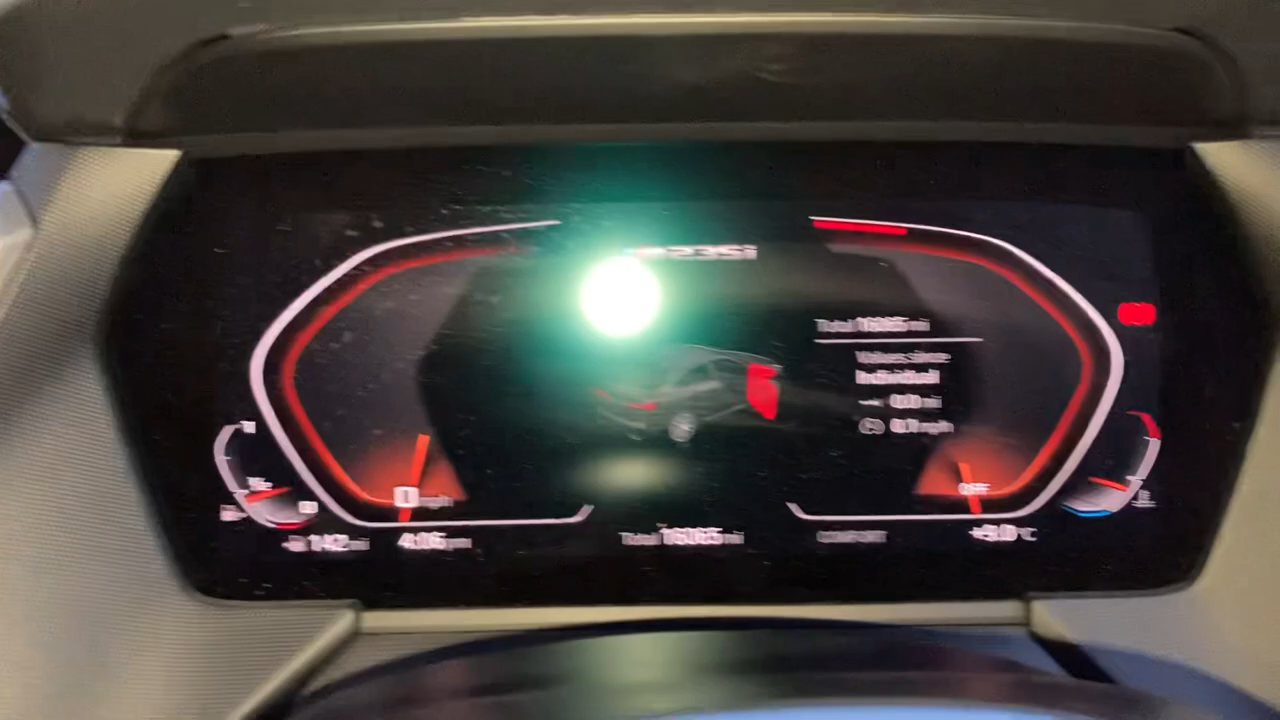 235i
Total 16065 mi
Values since
Individual
0.0 mi
0.0 mph
0 mph
OFF
142 mi
4:06 pm
Total 16065 mi
COMFORT
+9.0 °C